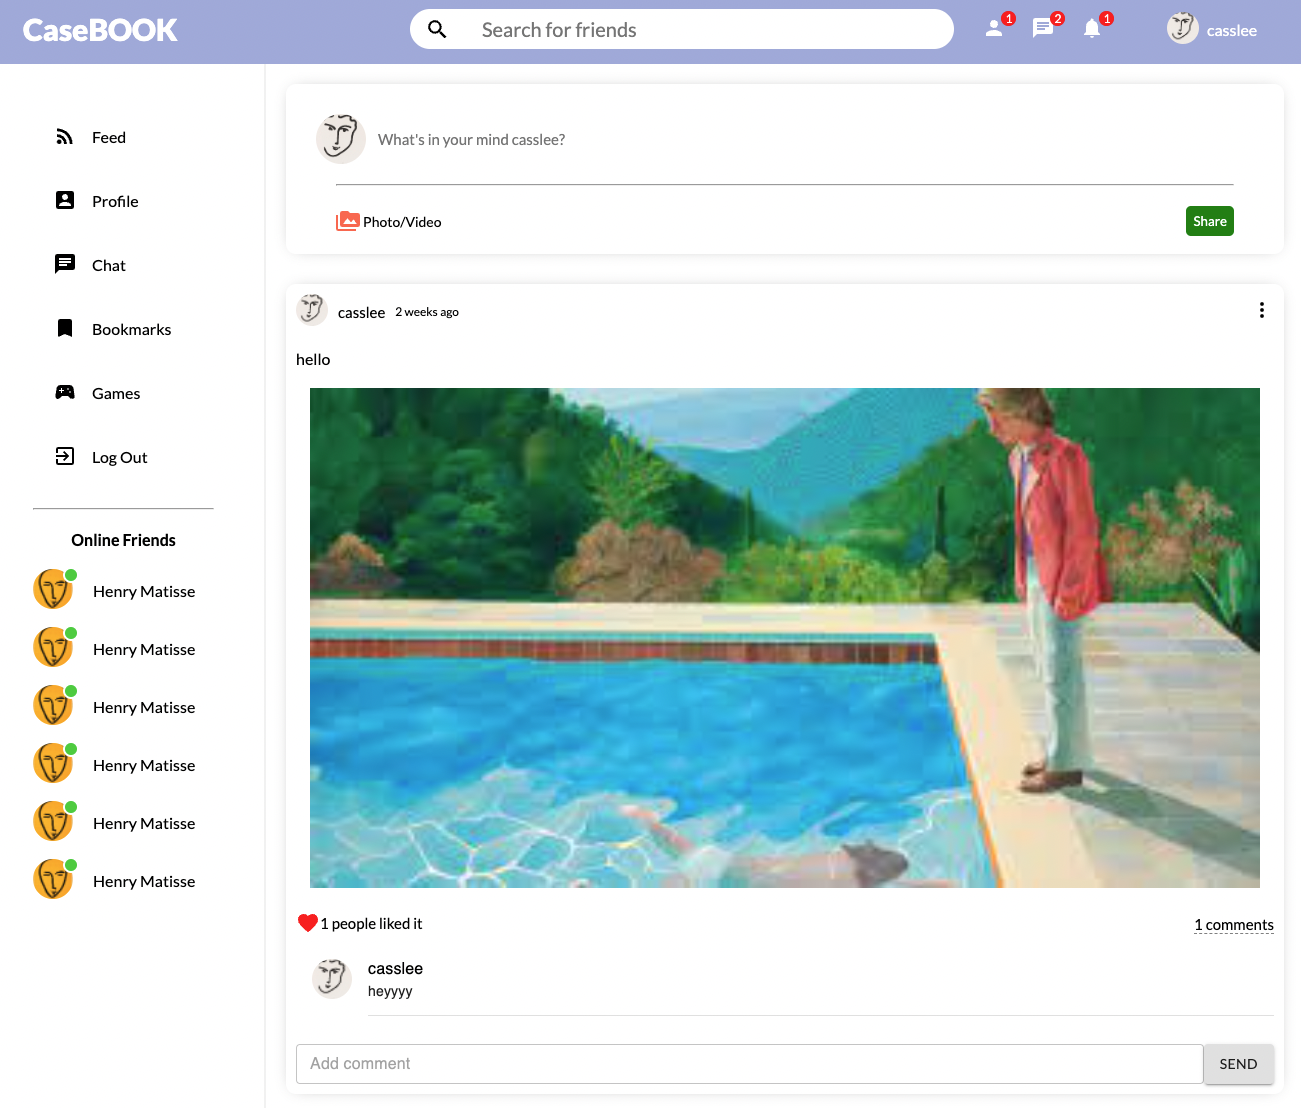 CaseBOOK
Search for friends
1
2
1
casslee
Feed
Profile
Chat
Bookmarks
Games
Log Out
Online Friends
Henry Matisse
Henry Matisse
Henry Matisse
Henry Matisse
Henry Matisse
Henry Matisse
What's in your mind casslee?
Photo/Video
Share
casslee 2 weeks ago
hello
1 people liked it
1 comments
casslee
heyyyy
Add comment
SEND